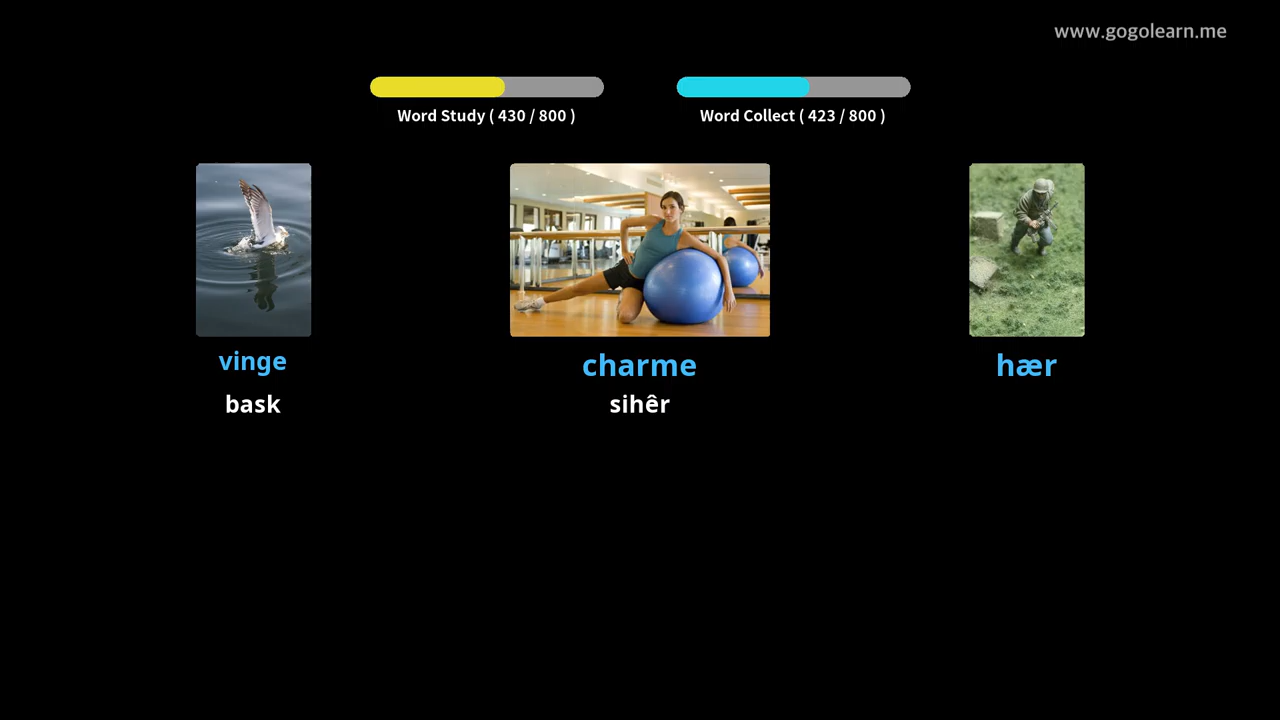 www.gogolearn.me
Word Study ( 430 / 800 )
Word Collect ( 423 / 800 )
vinge
charme
hær
bask
sihêr